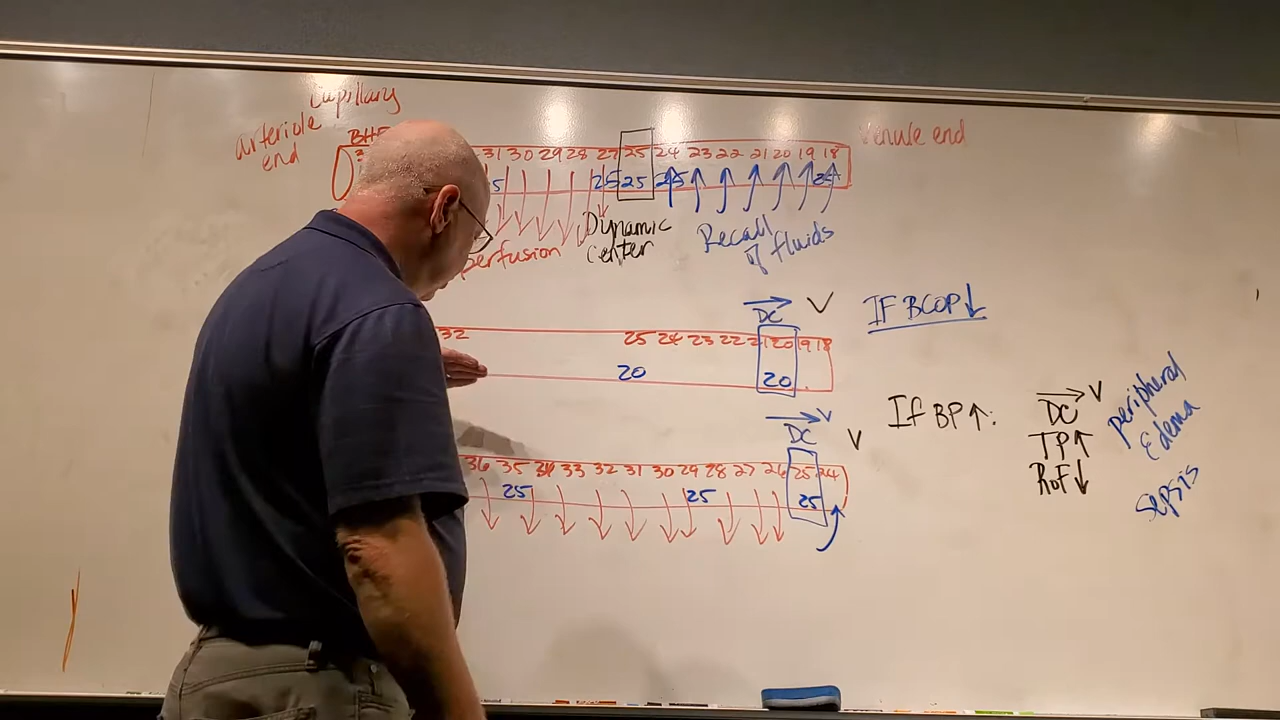 Capillary
arteriole end
venule end
31 30 29 28 27 25 24 23 22 21 20 19 18
5 25 25 25 25
perfusion
Dynamic center
Recall of fluids
DC V
IF BCOP↓
32 25 24 23 22 21 20 19 18
20 20
If BP↑:
DC V
TP↑
RoF↓
peripheral Edema
Sepsis
DC V
V
36 35 34 33 32 31 30 29 28 27 26 25 24
25 25 25